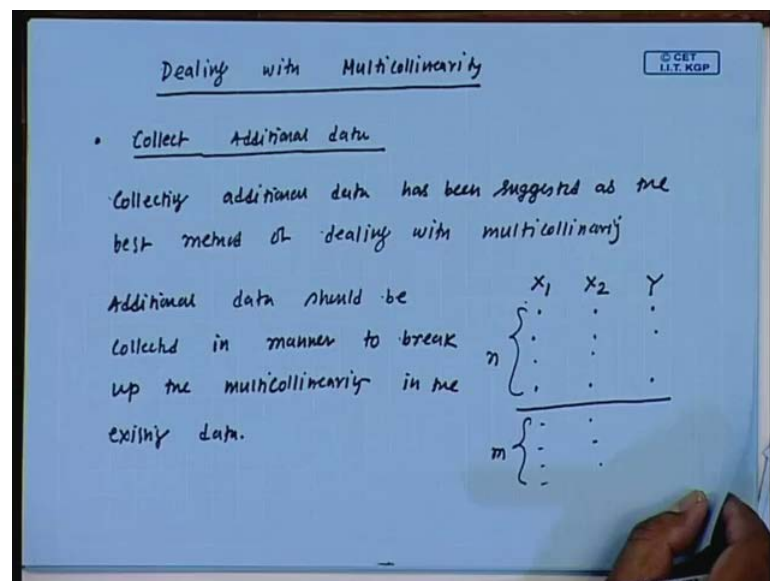 Dealing with Multicollinearity
© CET
I.I.T. KGP
• Collect Additional data
Collecting additional data has been suggested as the
best method of dealing with multicollinarity
Additional data should be
collected in manner to break
up the multicollinearity in the
existing data.
X1 X2 Y
n
m